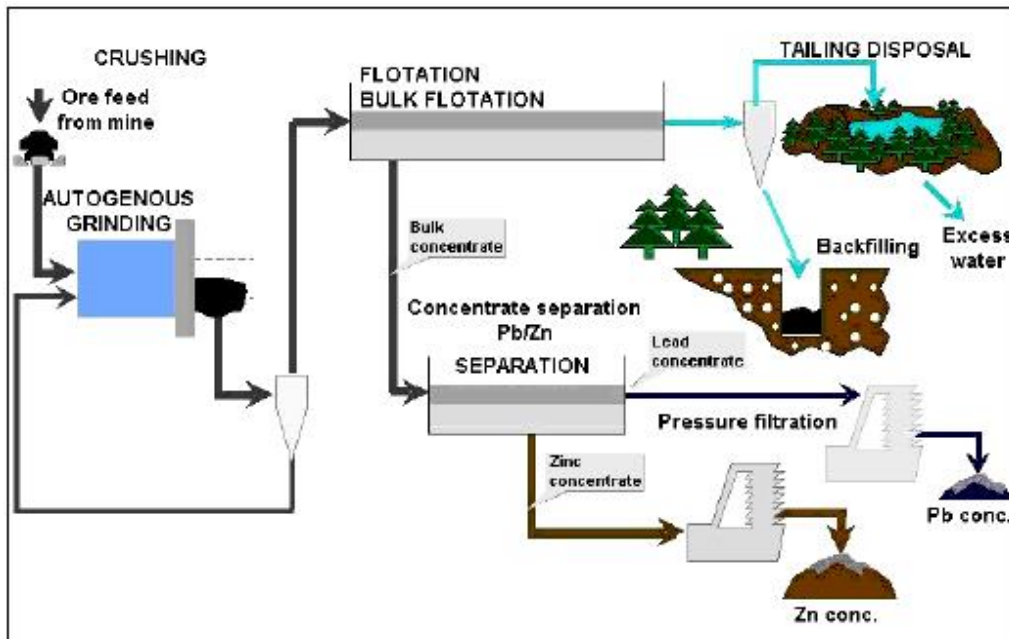 CRUSHING
Ore feed
from mine
AUTOGENOUS
GRINDING
FLOTATION
BULK FLOTATION
TAILING DISPOSAL
Bulk
concentrate
Backfilling
Excess
water
Concentrate separation
Pb/Zn
SEPARATION
Lead
concentrate
Pressure filtration
Zinc
concentrate
Pb conc.
Zn conc.